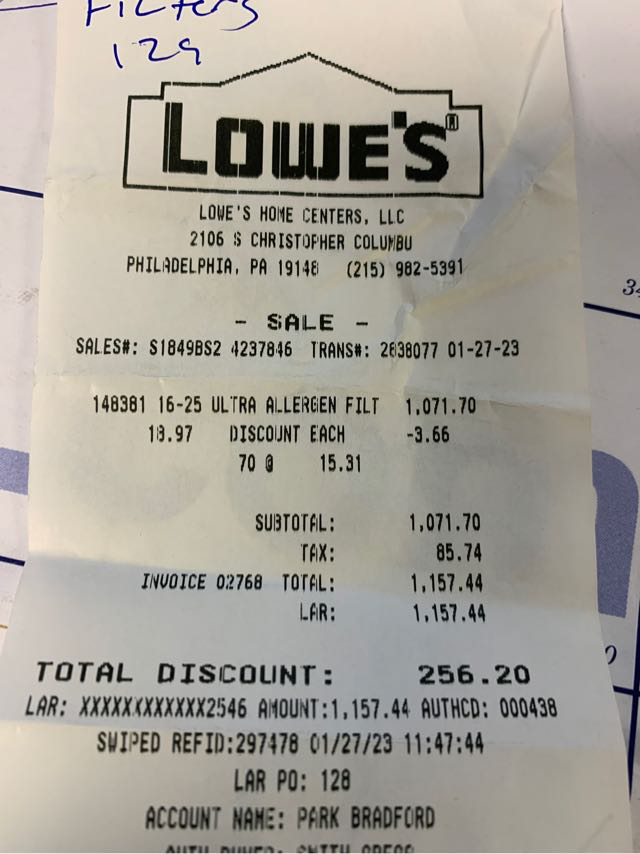 Filters
129
LOWE'S®
LOWE'S HOME CENTERS, LLC
2106 S CHRISTOPHER COLUMBU
PHILADELPHIA, PA 19148 (215) 982-5391
- SALE -
SALES#: S1849BS2 4237846 TRANS#: 2838077 01-27-23
148381 16-25 ULTRA ALLERGEN FILT 1,071.70
18.97 DISCOUNT EACH -3.66
70 @ 15.31
SUBTOTAL: 1,071.70
TAX: 85.74
INVOICE 02768 TOTAL: 1,157.44
LAR: 1,157.44
TOTAL DISCOUNT: 256.20
LAR: XXXXXXXXXXXX2546 AMOUNT:1,157.44 AUTHCD: 000438
SWIPED REFID:297478 01/27/23 11:47:44
LAR PO: 128
ACCOUNT NAME: PARK BRADFORD